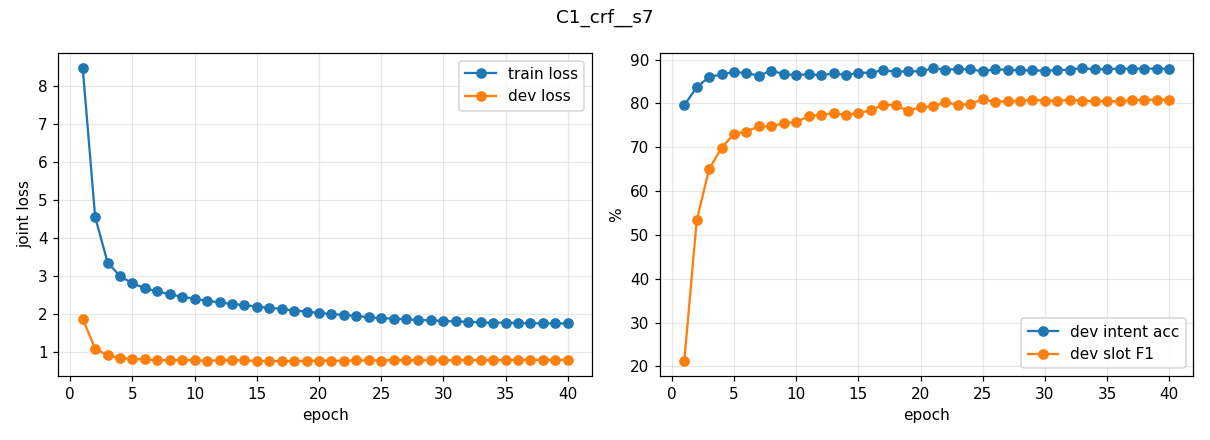 C1_crf__s7
joint loss
8
7
6
5
4
3
2
1
train loss
dev loss
0 5 10 15 20 25 30 35 40
epoch
%
90
80
70
60
50
40
30
20
dev intent acc
dev slot F1
0 5 10 15 20 25 30 35 40
epoch